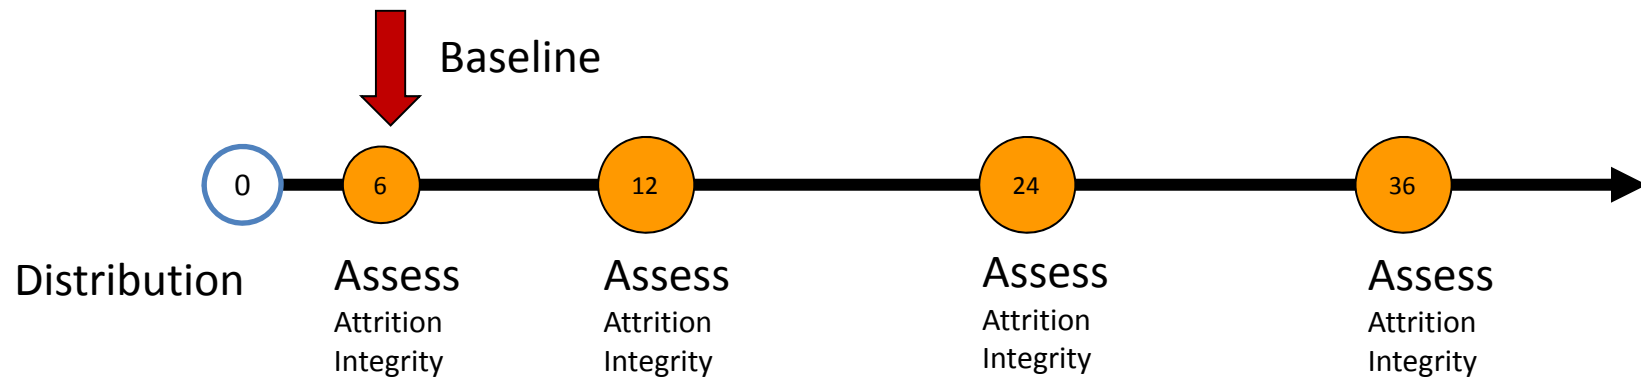 Baseline
0
6
12
24
36
Distribution
Assess
Attrition
Integrity
Assess
Attrition
Integrity
Assess
Attrition
Integrity
Assess
Attrition
Integrity